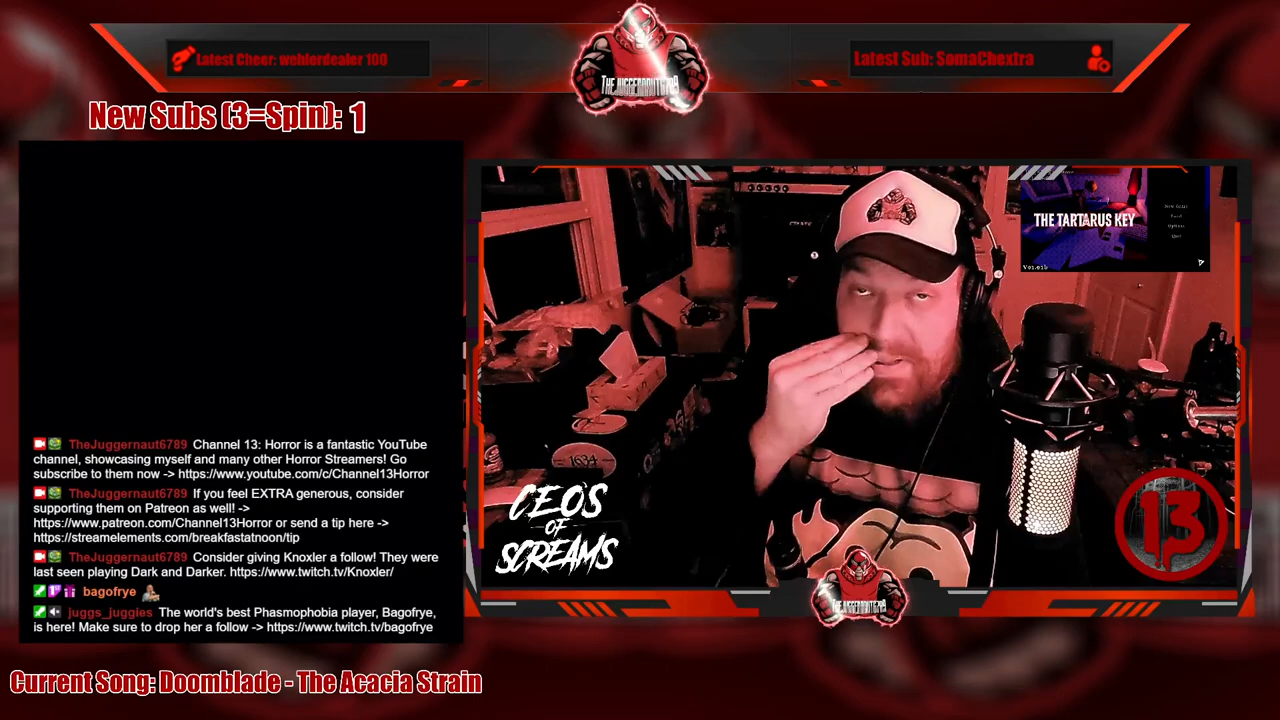 Latest Cheer: wehlerdealer 100
THEJUGGERNAUT6789
Latest Sub: SomaChextra
New Subs (3=Spin): 1
TheJuggernaut6789 Channel 13: Horror is a fantastic YouTube
channel, showcasing myself and many other Horror Streamers! Go
subscribe to them now -> https://www.youtube.com/c/Channel13Horror
TheJuggernaut6789 If you feel EXTRA generous, consider
supporting them on Patreon as well! ->
https://www.patreon.com/Channel13Horror or send a tip here ->
https://streamelements.com/breakfastatnoon/tip
TheJuggernaut6789 Consider giving Knoxler a follow! They were
last seen playing Dark and Darker. https://www.twitch.tv/Knoxler/
bagofrye
juggs_juggies The world's best Phasmophobia player, Bagofrye,
is here! Make sure to drop her a follow -> https://www.twitch.tv/bagofrye
THE TARTARUS KEY
1634
CEO'S
OF
SCREAMS
13
THEJUGGERNAUT6789
Current Song: Doomblade - The Acacia Strain